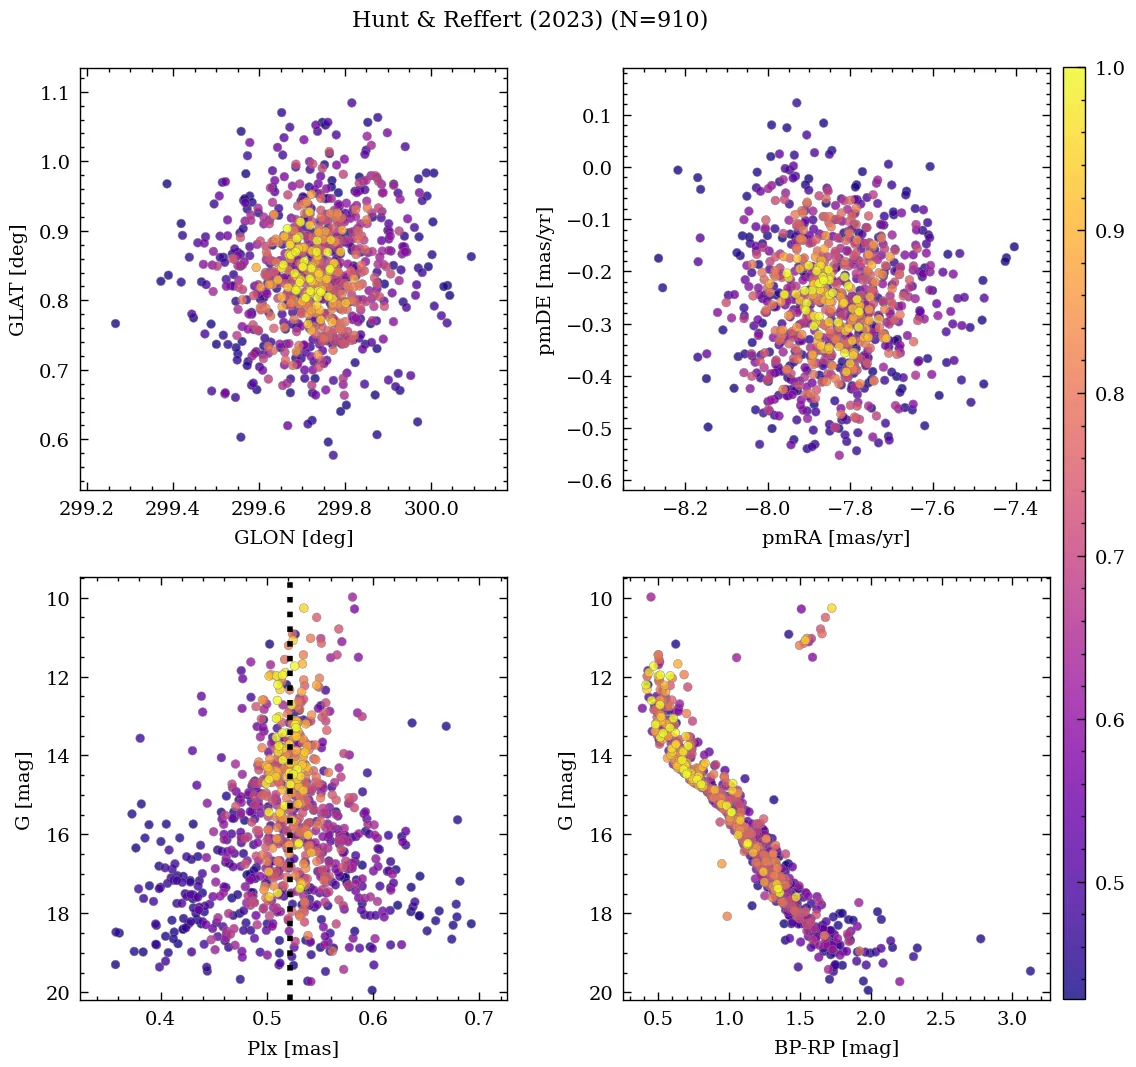 Hunt & Reffert (2023) (N=910)
1.1
1.0
0.9
0.8
0.7
0.6
GLAT [deg]
299.2 299.4 299.6 299.8 300.0
GLON [deg]
0.1
0.0
−0.1
−0.2
−0.3
−0.4
−0.5
−0.6
pmDE [mas/yr]
−8.2 −8.0 −7.8 −7.6 −7.4
pmRA [mas/yr]
1.0
0.9
0.8
0.7
0.6
0.5
10
12
14
16
18
20
G [mag]
0.4 0.5 0.6 0.7
Plx [mas]
10
12
14
16
18
20
G [mag]
0.5 1.0 1.5 2.0 2.5 3.0
BP-RP [mag]